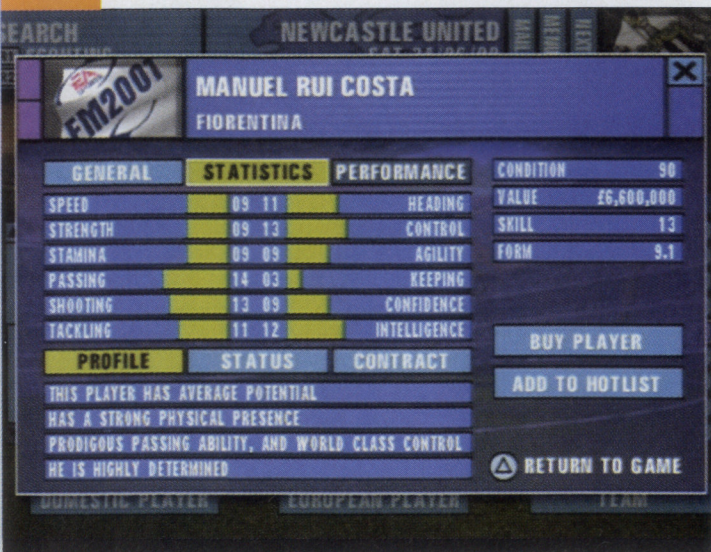 SEARCH
NEWCASTLE UNITED
MAIL
MENU
NEXT
EA
FM2001
MANUEL RUI COSTA
FIORENTINA
GENERAL STATISTICS PERFORMANCE
SPEED 09 11 HEADING
STRENGTH 09 13 CONTROL
STAMINA 09 09 AGILITY
PASSING 14 03 KEEPING
SHOOTING 13 09 CONFIDENCE
TACKLING 11 12 INTELLIGENCE
CONDITION 90
VALUE £6,600,000
SKILL 13
FORM 9.1
PROFILE STATUS CONTRACT
THIS PLAYER HAS AVERAGE POTENTIAL
HAS A STRONG PHYSICAL PRESENCE
PRODIGOUS PASSING ABILITY, AND WORLD CLASS CONTROL
HE IS HIGHLY DETERMINED
BUY PLAYER
ADD TO HOTLIST
RETURN TO GAME
DOMESTIC PLAYER EUROPEAN PLAYER TEAM